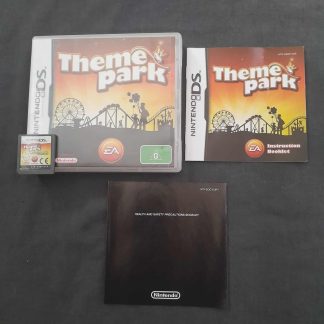 NINTENDO DS
Theme
park
EA
G
Nintendo
NINTENDO DS
Theme
park
EA
Instruction
Booklet
HEALTH AND SAFETY PRECAUTIONS BOOKLET
Nintendo